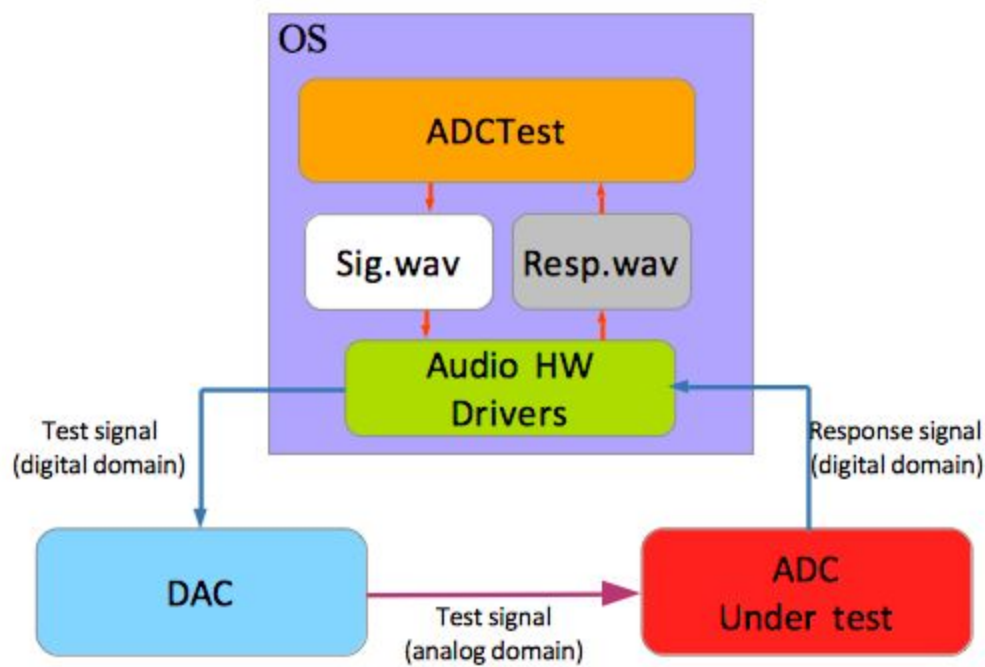 OS
ADCTest
Sig.wav
Resp.wav
Audio HW
Drivers
Test signal
(digital domain)
Response signal
(digital domain)
DAC
Test signal
(analog domain)
ADC
Under test